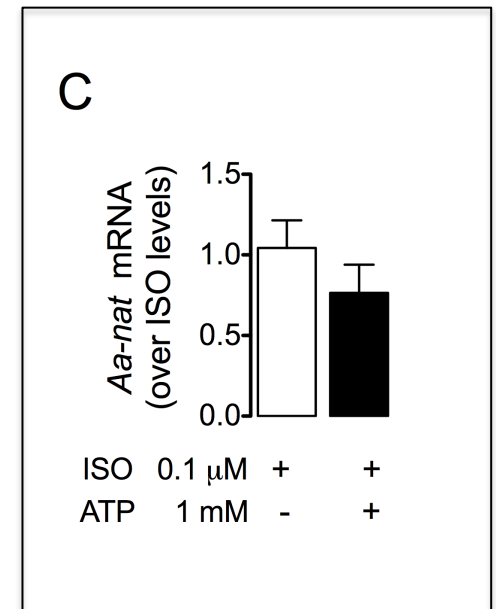 C
Aa-nat mRNA
(over ISO levels)
1.5
1.0
0.5
0.0
ISO 0.1 μM + +
ATP 1 mM - +